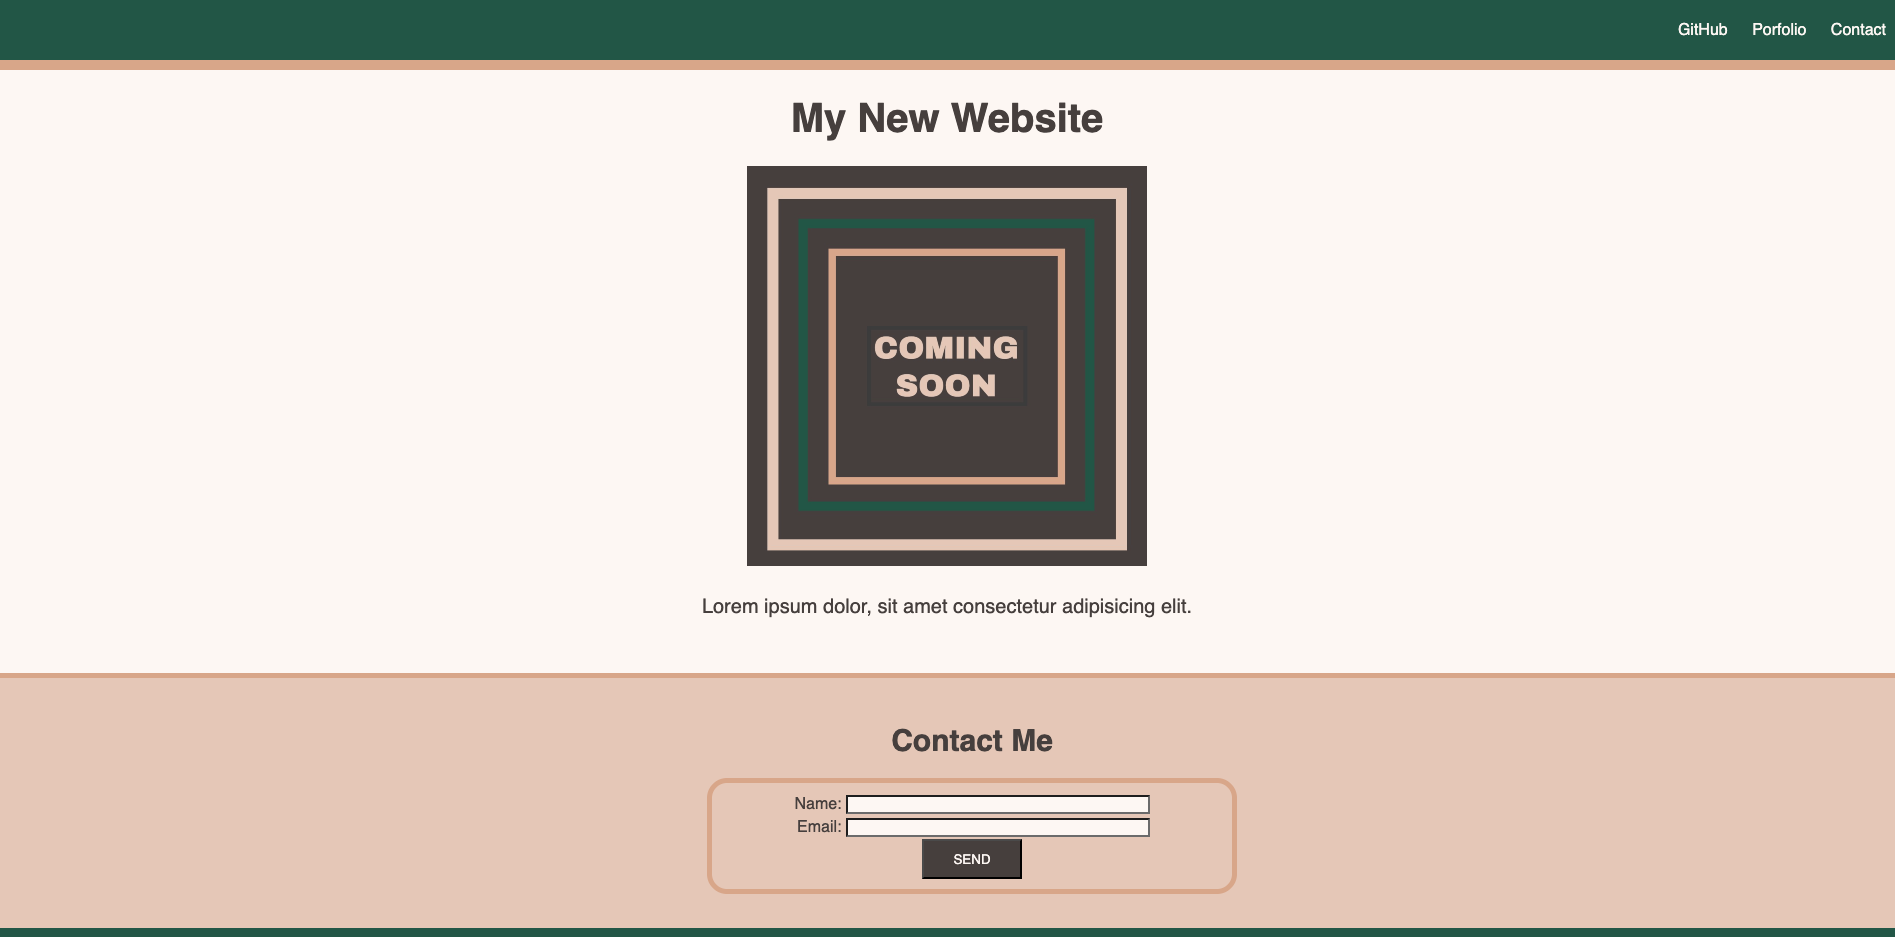 GitHub Porfolio Contact
My New Website
COMING
SOON
Lorem ipsum dolor, sit amet consectetur adipisicing elit.
Contact Me
Name:
Email:
SEND